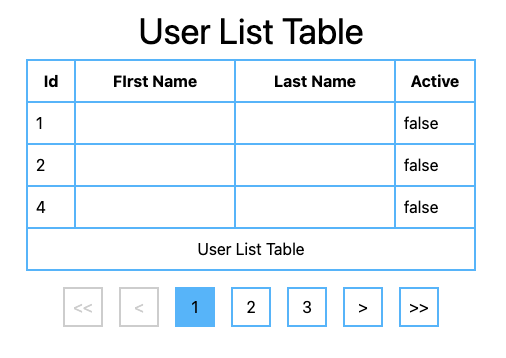 User List Table
Id FIrst Name Last Name Active
1 false
2 false
4 false
User List Table
<< < 1 2 3 > >>